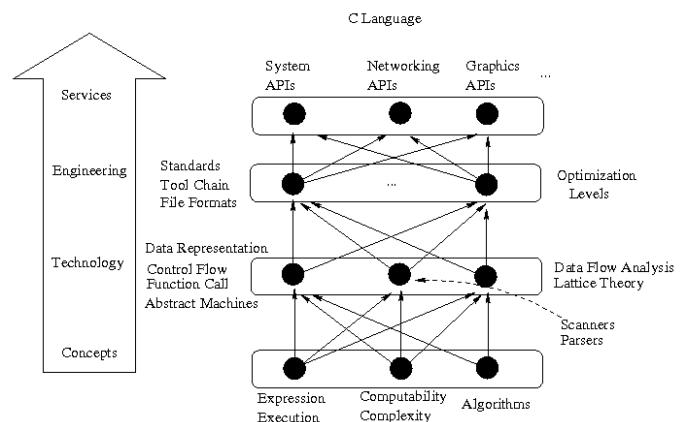 C Language
System
APIs
Networking
APIs
Graphics
APIs
...
Services
Engineering
Standards
Tool Chain
File Formats
...
Optimization
Levels
Technology
Data Representation
Control Flow
Function Call
Abstract Machines
Data Flow Analysis
Lattice Theory
Scanners
Parsers
Concepts
Expression
Execution
Computability
Complexity
Algorithms